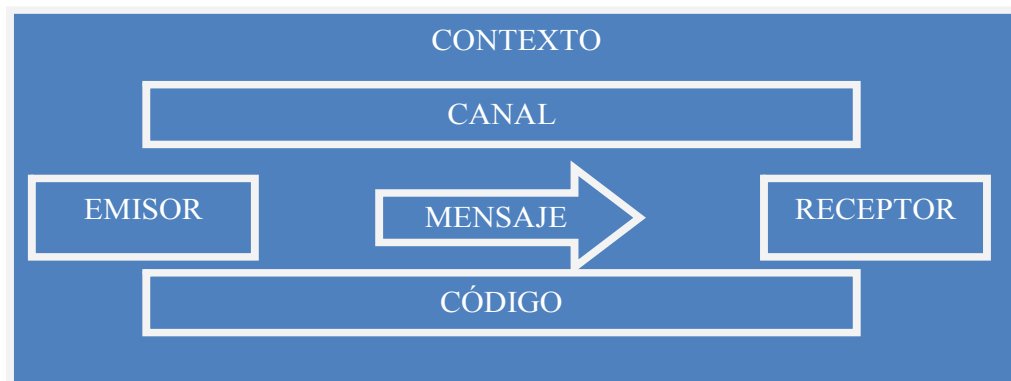 CONTEXTO
CANAL
EMISOR
MENSAJE
RECEPTOR
CÓDIGO